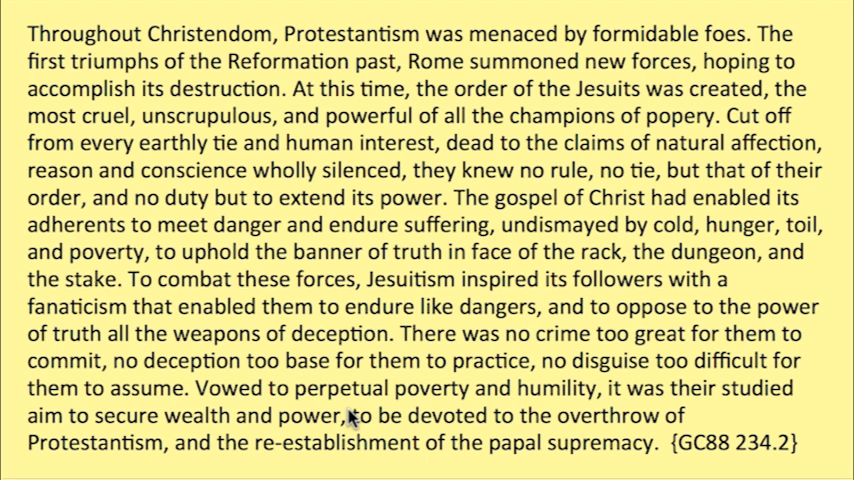 Throughout Christendom, Protestantism was menaced by formidable foes. The
first triumphs of the Reformation past, Rome summoned new forces, hoping to
accomplish its destruction. At this time, the order of the Jesuits was created, the
most cruel, unscrupulous, and powerful of all the champions of popery. Cut off
from every earthly tie and human interest, dead to the claims of natural affection,
reason and conscience wholly silenced, they knew no rule, no tie, but that of their
order, and no duty but to extend its power. The gospel of Christ had enabled its
adherents to meet danger and endure suffering, undismayed by cold, hunger, toil,
and poverty, to uphold the banner of truth in face of the rack, the dungeon, and
the stake. To combat these forces, Jesuitism inspired its followers with a
fanaticism that enabled them to endure like dangers, and to oppose to the power
of truth all the weapons of deception. There was no crime too great for them to
commit, no deception too base for them to practice, no disguise too difficult for
them to assume. Vowed to perpetual poverty and humility, it was their studied
aim to secure wealth and power, to be devoted to the overthrow of
Protestantism, and the re-establishment of the papal supremacy.  {GC88 234.2}